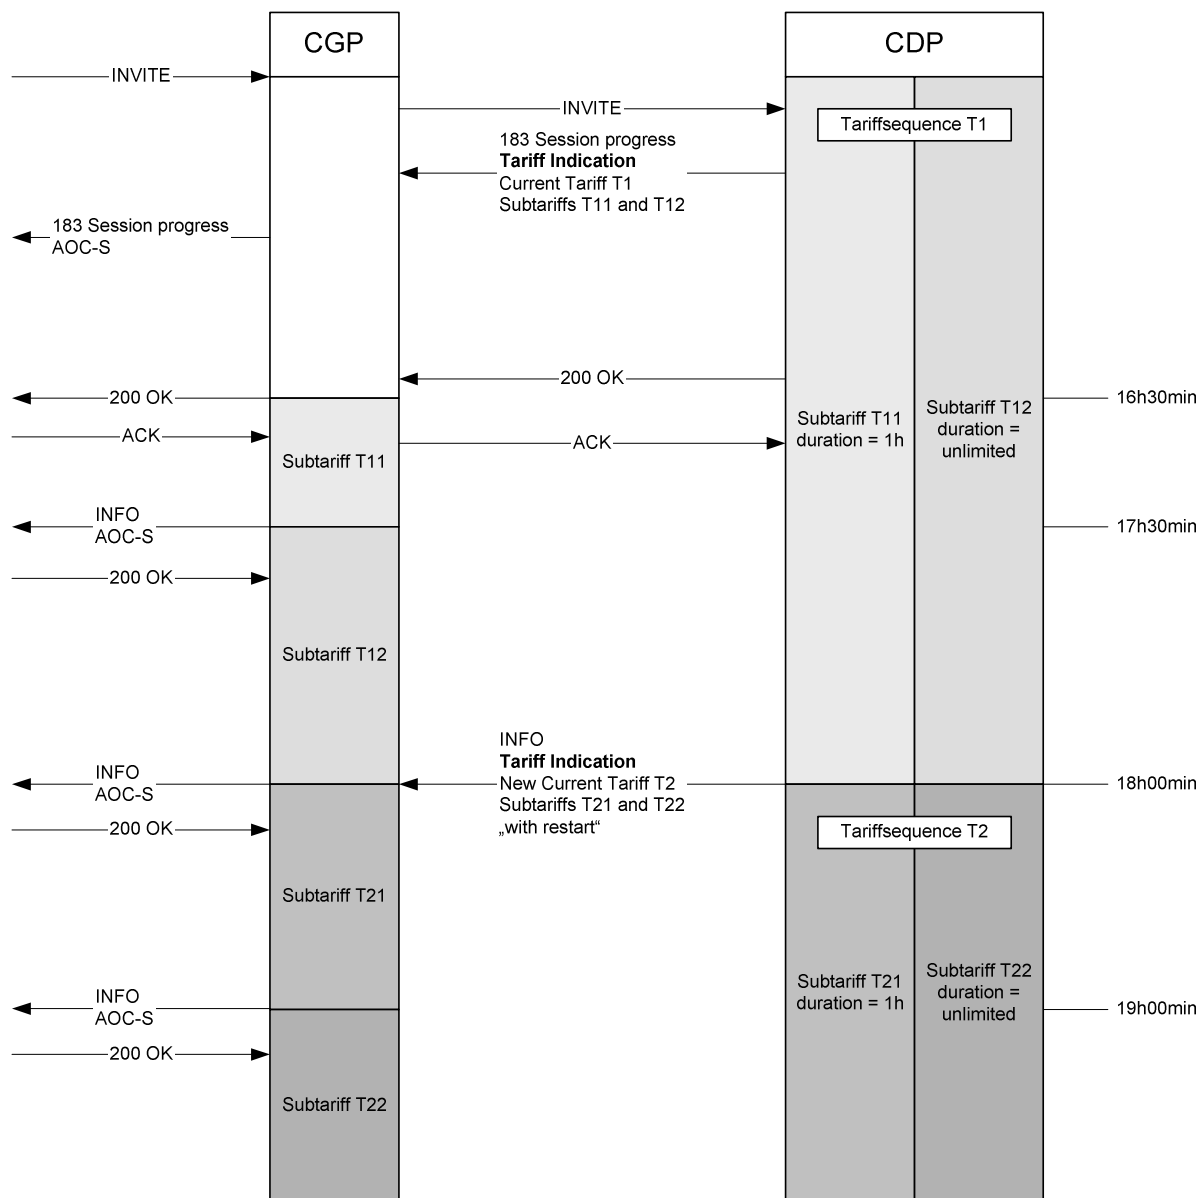 CGP
CDP
INVITE
INVITE
Tariffsequence T1
183 Session progress
Tariff Indication
Current Tariff T1
Subtariffs T11 and T12
183 Session progress
AOC-S
200 OK
200 OK
16h30min
Subtariff T11
duration = 1h
Subtariff T12
duration =
unlimited
ACK
ACK
Subtariff T11
INFO
AOC-S
17h30min
200 OK
Subtariff T12
INFO
Tariff Indication
New Current Tariff T2
Subtariffs T21 and T22
„with restart“
INFO
AOC-S
18h00min
200 OK
Tariffsequence T2
Subtariff T21
Subtariff T21
duration = 1h
Subtariff T22
duration =
unlimited
INFO
AOC-S
19h00min
200 OK
Subtariff T22